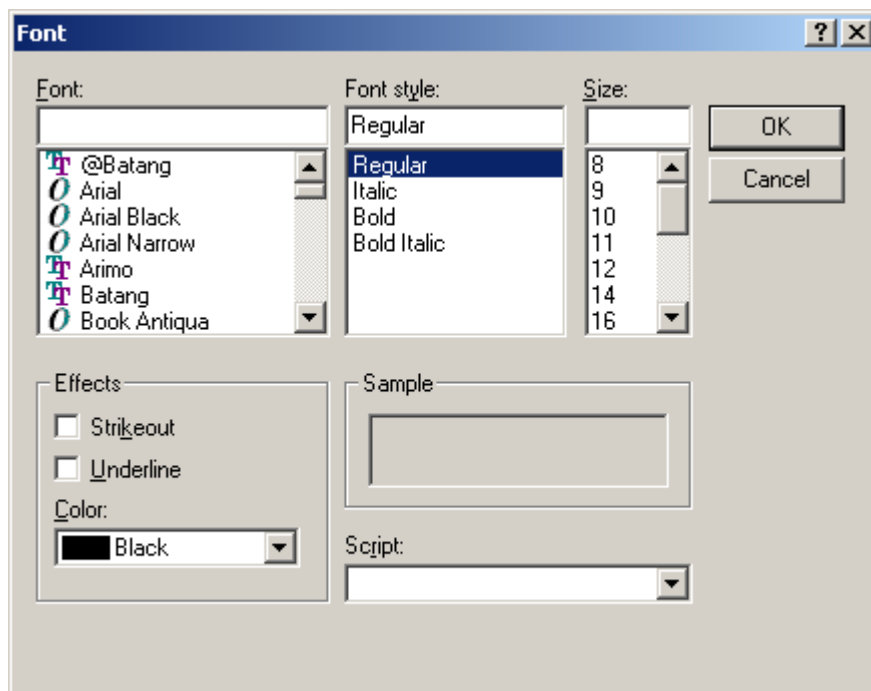 Font
Font:
Font style:
Size:
Regular
OK
Cancel
@Batang
Arial
Arial Black
Arial Narrow
Arimo
Batang
Book Antiqua
Regular
Italic
Bold
Bold Italic
8
9
10
11
12
14
16
Effects
Strikeout
Underline
Color:
Black
Sample
Script: